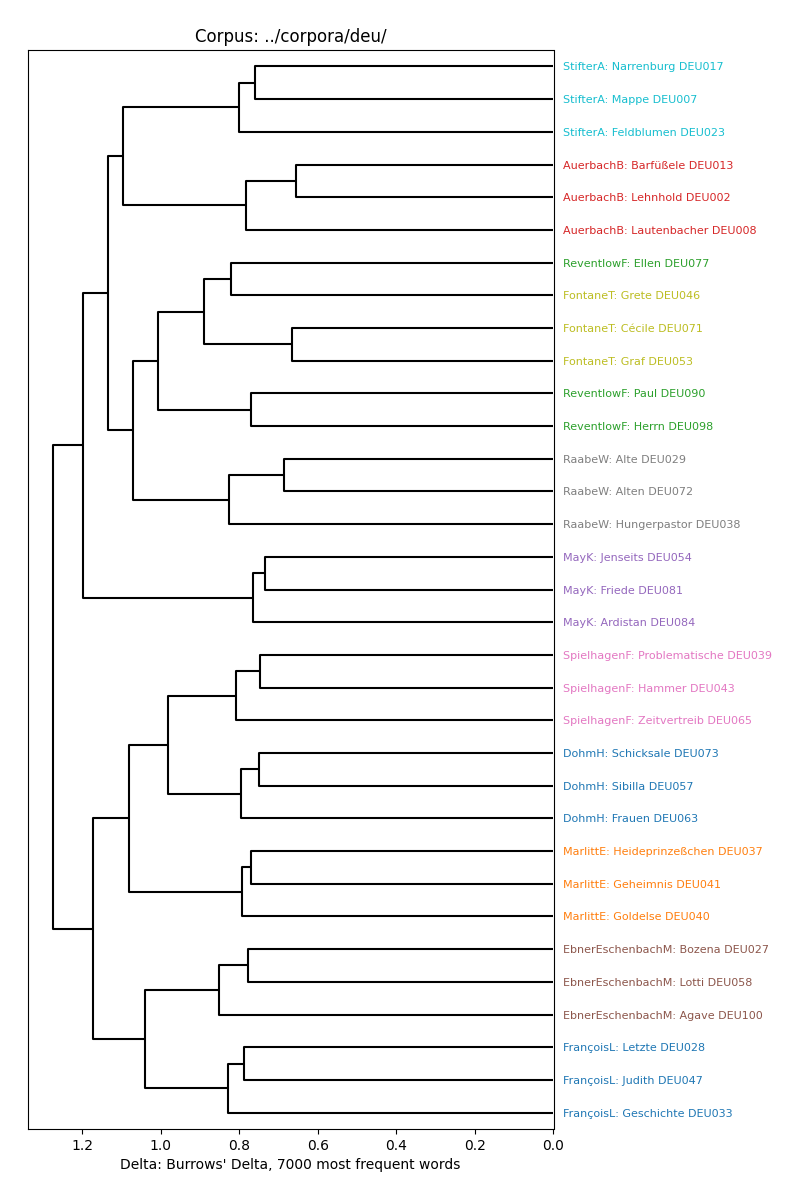 Corpus: ../corpora/deu/
StifterA: Narrenburg DEU017
StifterA: Mappe DEU007
StifterA: Feldblumen DEU023
AuerbachB: Barfüßele DEU013
AuerbachB: Lehnhold DEU002
AuerbachB: Lautenbacher DEU008
ReventlowF: Ellen DEU077
FontaneT: Grete DEU046
FontaneT: Cécile DEU071
FontaneT: Graf DEU053
ReventlowF: Paul DEU090
ReventlowF: Herrn DEU098
RaabeW: Alte DEU029
RaabeW: Alten DEU072
RaabeW: Hungerpastor DEU038
MayK: Jenseits DEU054
MayK: Friede DEU081
MayK: Ardistan DEU084
SpielhagenF: Problematische DEU039
SpielhagenF: Hammer DEU043
SpielhagenF: Zeitvertreib DEU065
DohmH: Schicksale DEU073
DohmH: Sibilla DEU057
DohmH: Frauen DEU063
MarlittE: Heideprinzeßchen DEU037
MarlittE: Geheimnis DEU041
MarlittE: Goldelse DEU040
EbnerEschenbachM: Bozena DEU027
EbnerEschenbachM: Lotti DEU058
EbnerEschenbachM: Agave DEU100
FrançoisL: Letzte DEU028
FrançoisL: Judith DEU047
FrançoisL: Geschichte DEU033
1.2 1.0 0.8 0.6 0.4 0.2 0.0
Delta: Burrows' Delta, 7000 most frequent words